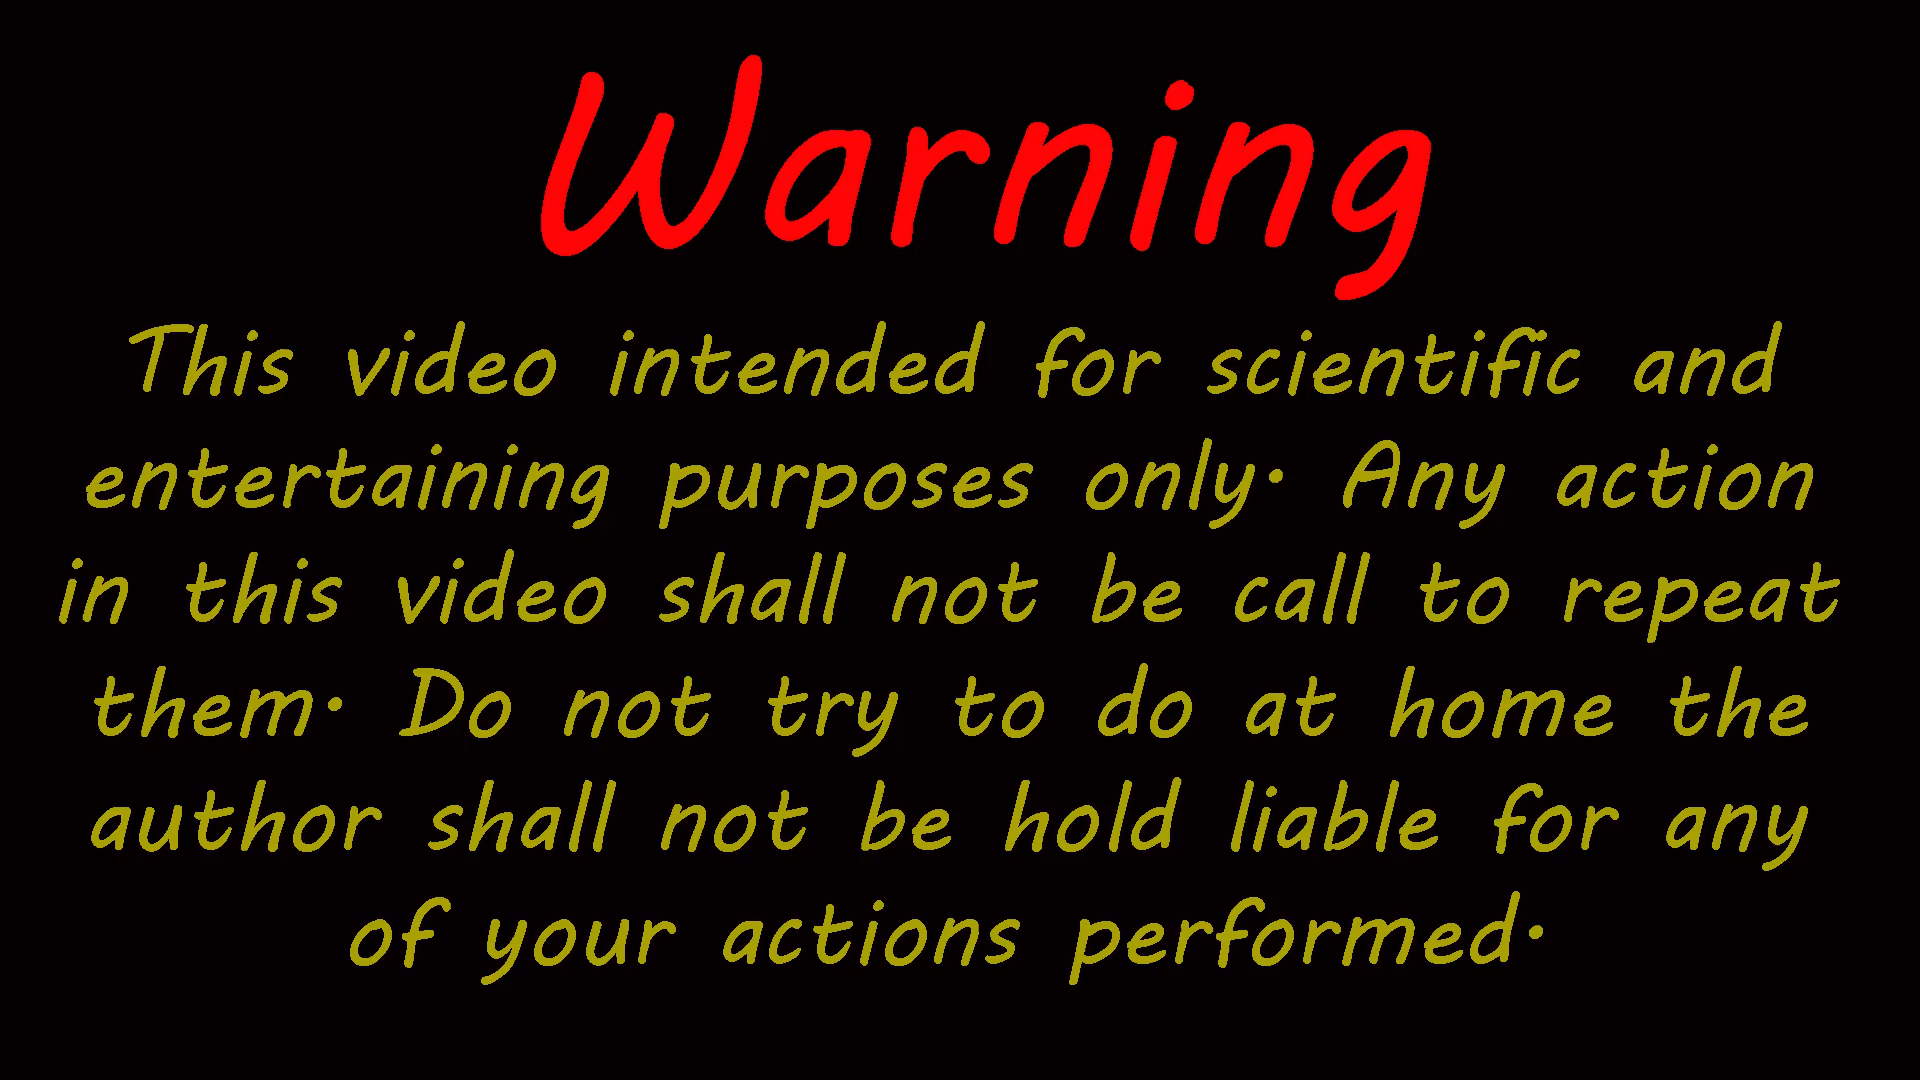 Warning
This video intended for scientific and
entertaining purposes only. Any action
in this video shall not be call to repeat
them. Do not try to do at home the
author shall not be hold liable for any
of your actions performed.